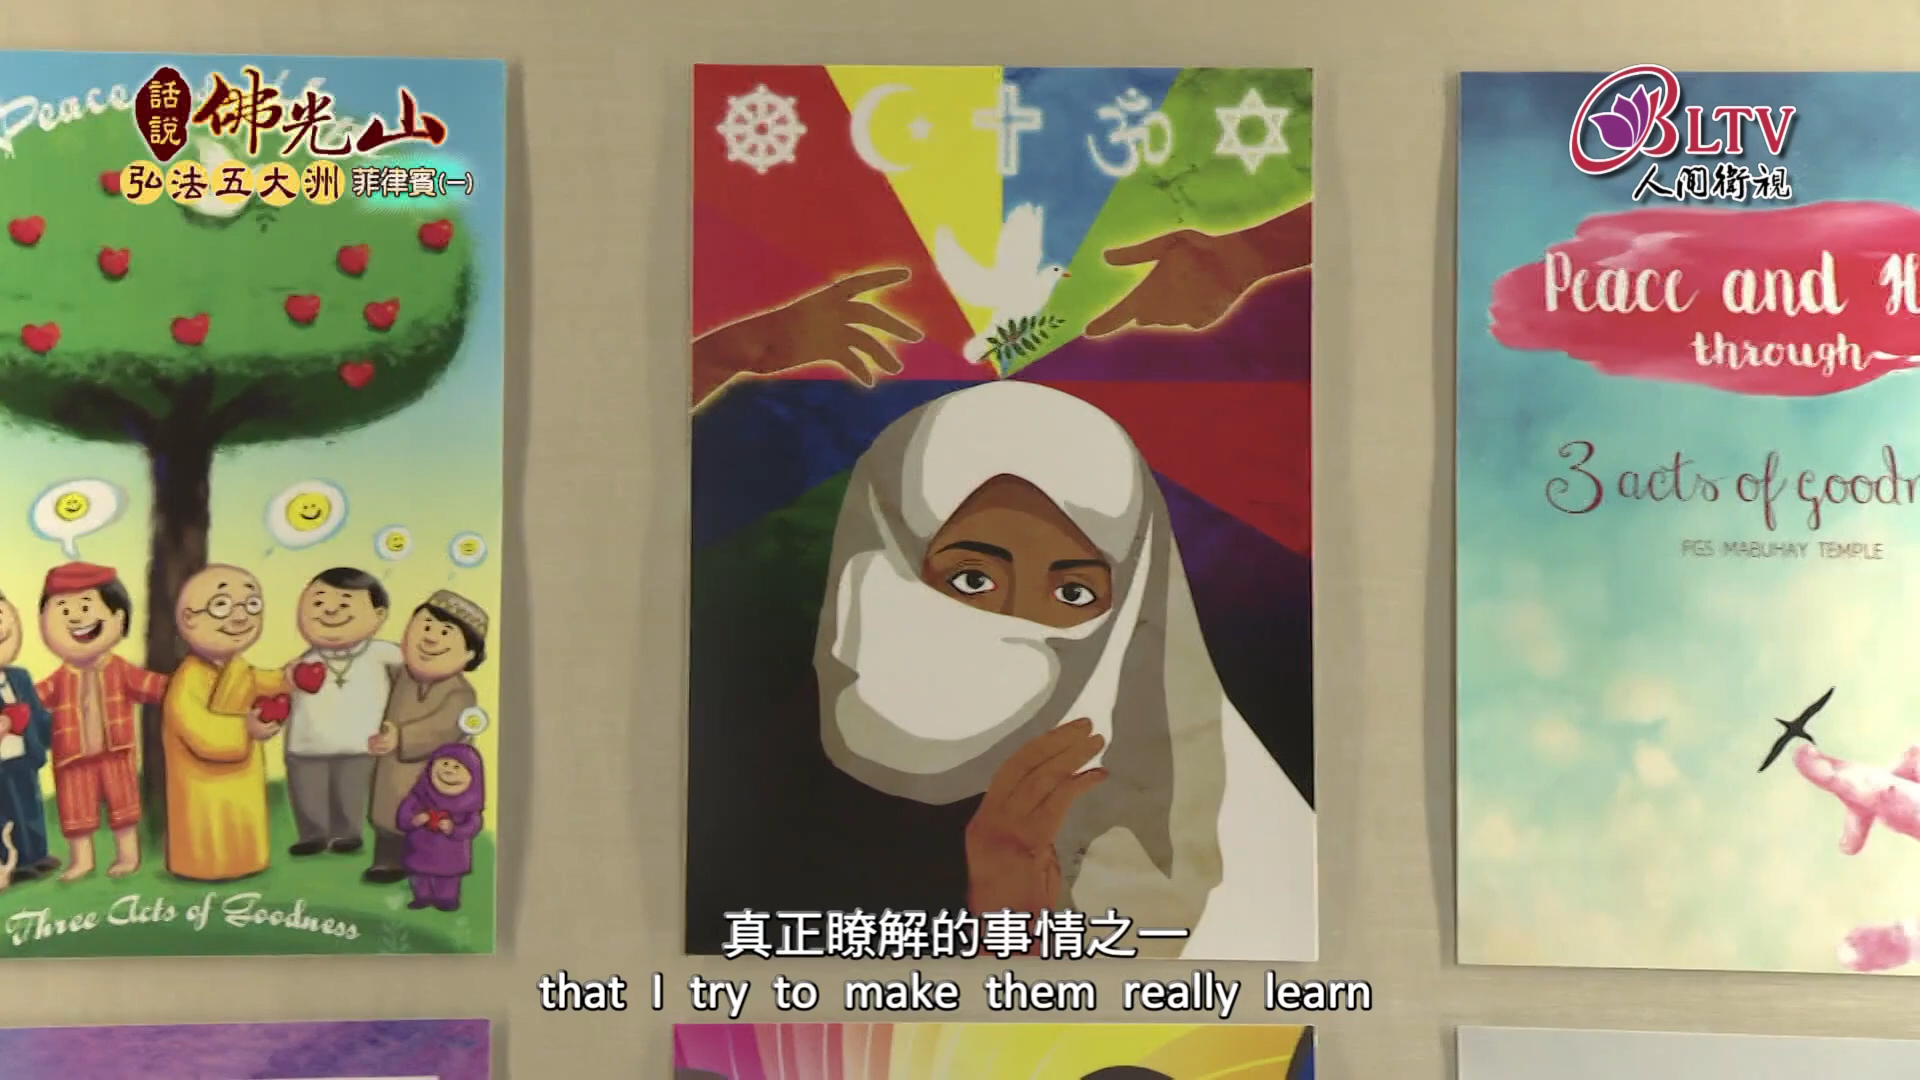 Peace
話說
佛光山
弘法五大洲 菲律賓(一)
BLTV
人間衛視
Peace and H
through
3 acts of goodn
FGS MABUHAY TEMPLE
Three Acts of Goodness
真正瞭解的事情之一
that I try to make them really learn